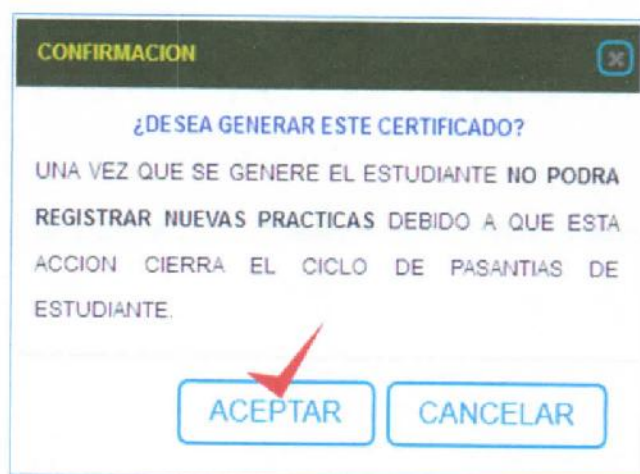 CONFIRMACION
¿DESEA GENERAR ESTE CERTIFICADO?
UNA VEZ QUE SE GENERE EL ESTUDIANTE NO PODRA
REGISTRAR NUEVAS PRACTICAS DEBIDO A QUE ESTA
ACCION CIERRA EL CICLO DE PASANTIAS DE
ESTUDIANTE.
ACEPTAR CANCELAR